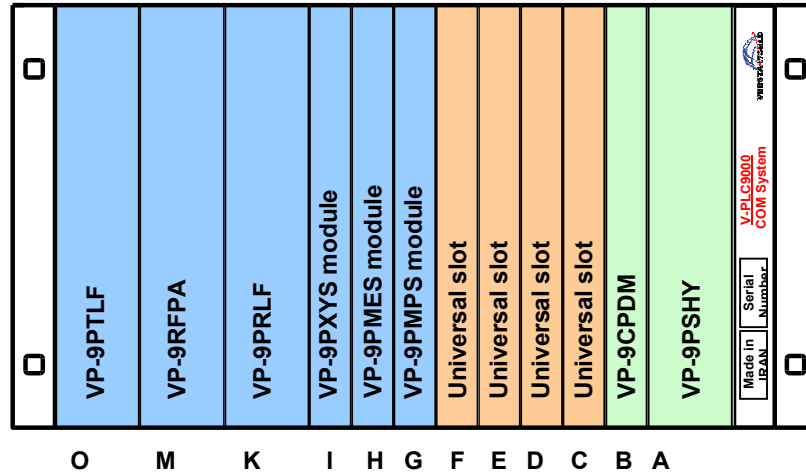 VP-9PTLF
VP-9RFPA
VP-9PRLF
VP-9PXYS module
VP-9PMES module
VP-9PMPS module
Universal slot
Universal slot
Universal slot
Universal slot
VP-9CPDM
VP-9PSHY
V-PLC9000
COM System
Serial
Number
Made in
IRAN
O M K I H G F E D C B A